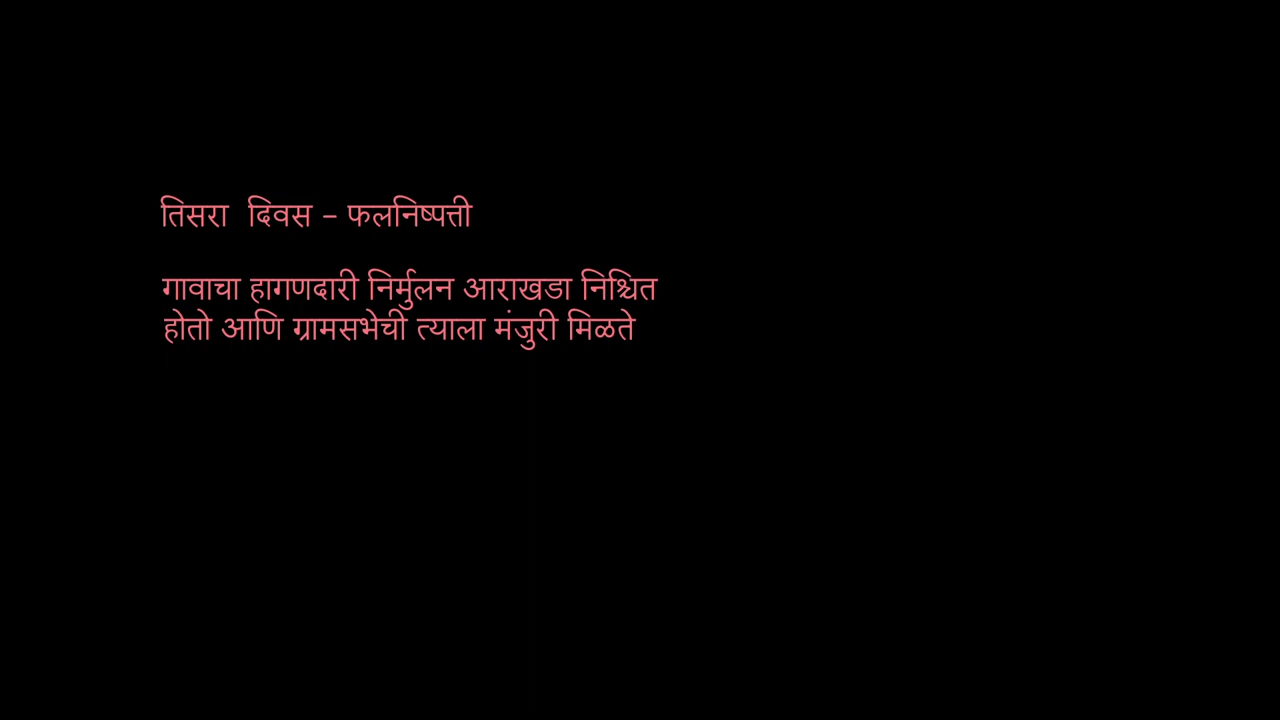 तिसरा दिवस - फलनिष्पत्ती
गावाचा हागणदारी निर्मुलन आराखडा निश्चित
होतो आणि ग्रामसभेची त्याला मंजुरी मिळते